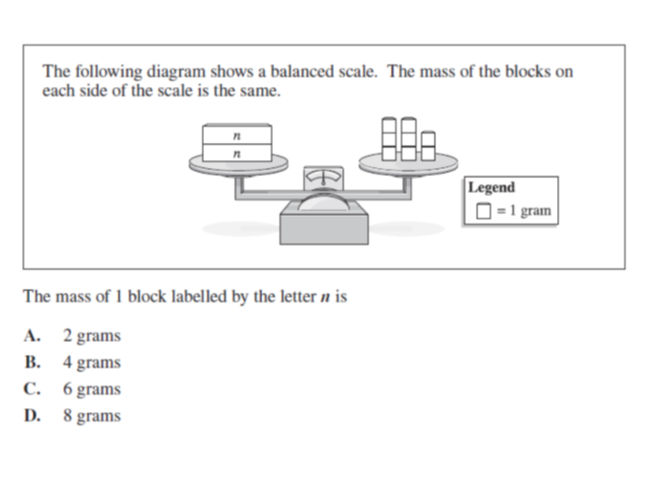 The following diagram shows a balanced scale. The mass of the blocks on
each side of the scale is the same.
n
n
Legend
= 1 gram
The mass of 1 block labelled by the letter n is
A. 2 grams
B. 4 grams
C. 6 grams
D. 8 grams